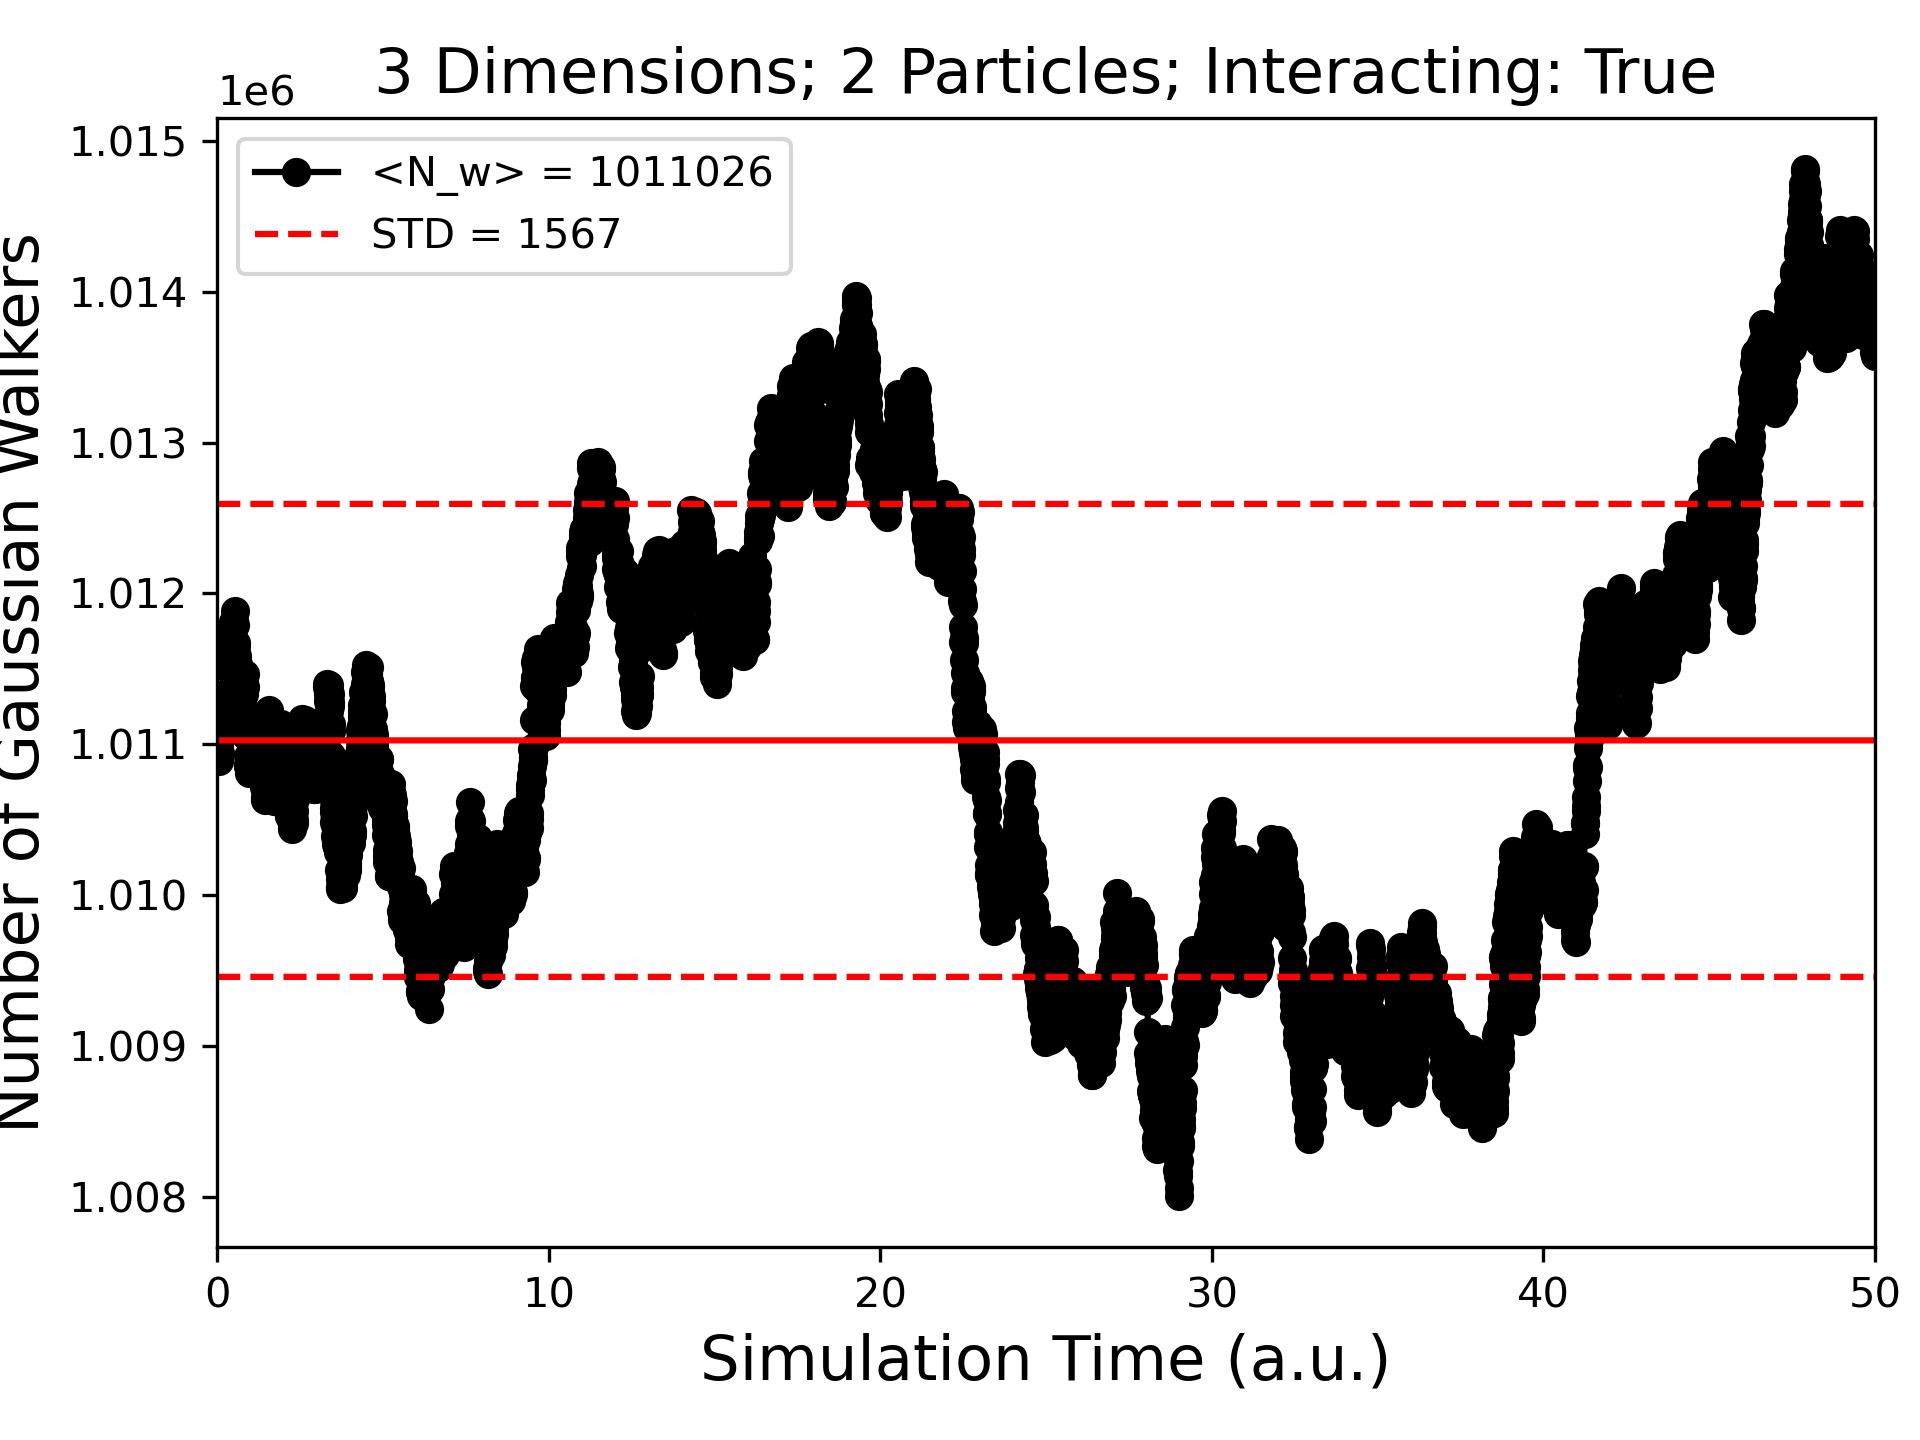 3 Dimensions; 2 Particles; Interacting: True
1e6
<N_w> = 1011026
STD = 1567
1.015
1.014
1.013
1.012
1.011
1.010
1.009
1.008
Number of Gaussian Walkers
0 10 20 30 40 50
Simulation Time (a.u.)